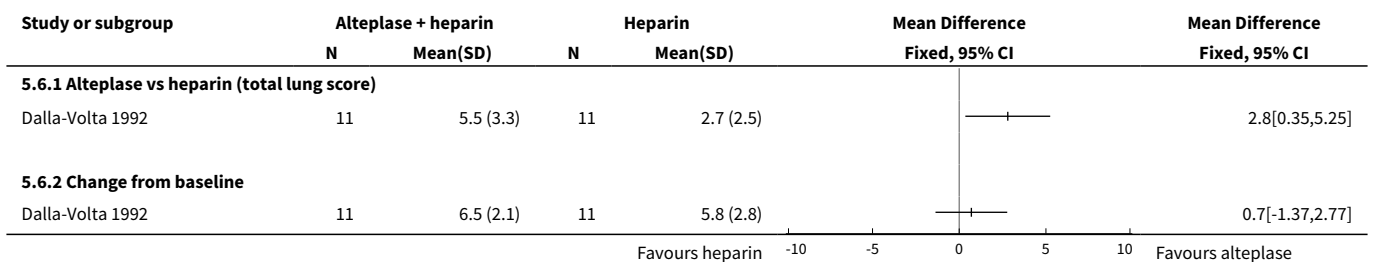 Study or subgroup Alteplase + heparin Heparin Mean Difference Mean Difference
N Mean(SD) N Mean(SD) Fixed, 95% CI Fixed, 95% CI
5.6.1 Alteplase vs heparin (total lung score)
Dalla-Volta 1992 11 5.5 (3.3) 11 2.7 (2.5) 2.8[0.35,5.25]
5.6.2 Change from baseline
Dalla-Volta 1992 11 6.5 (2.1) 11 5.8 (2.8) 0.7[-1.37,2.77]
Favours heparin -10 -5 0 5 10 Favours alteplase